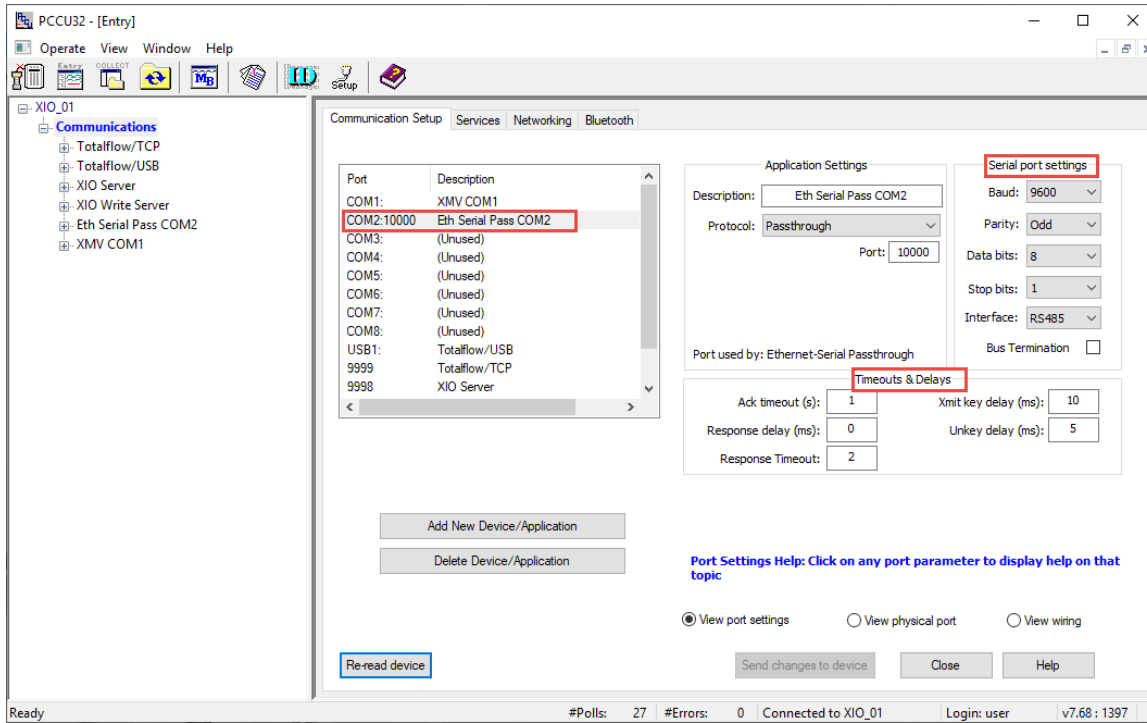 PCCU32 - [Entry]
Operate View Window Help
Entry COLLECT MB ID Setup
XIO_01
Communications
Totalflow/TCP
Totalflow/USB
XIO Server
XIO Write Server
Eth Serial Pass COM2
XMV COM1
Communication Setup Services Networking Bluetooth
Port Description
COM1: XMV COM1
COM2:10000 Eth Serial Pass COM2
COM3: (Unused)
COM4: (Unused)
COM5: (Unused)
COM6: (Unused)
COM7: (Unused)
COM8: (Unused)
USB1: Totalflow/USB
9999 Totalflow/TCP
9998 XIO Server
Add New Device/Application
Delete Device/Application
Re-read device
Application Settings
Description: Eth Serial Pass COM2
Protocol: Passthrough
Port: 10000
Port used by: Ethernet-Serial Passthrough
Serial port settings
Baud: 9600
Parity: Odd
Data bits: 8
Stop bits: 1
Interface: RS485
Bus Termination
Timeouts & Delays
Ack timeout (s): 1 Xmit key delay (ms): 10
Response delay (ms): 0 Unkey delay (ms): 5
Response Timeout: 2
Port Settings Help: Click on any port parameter to display help on that
topic
View port settings View physical port View wiring
Send changes to device Close Help
Ready #Polls: 27 #Errors: 0 Connected to XIO_01 Login: user v7.68 : 1397